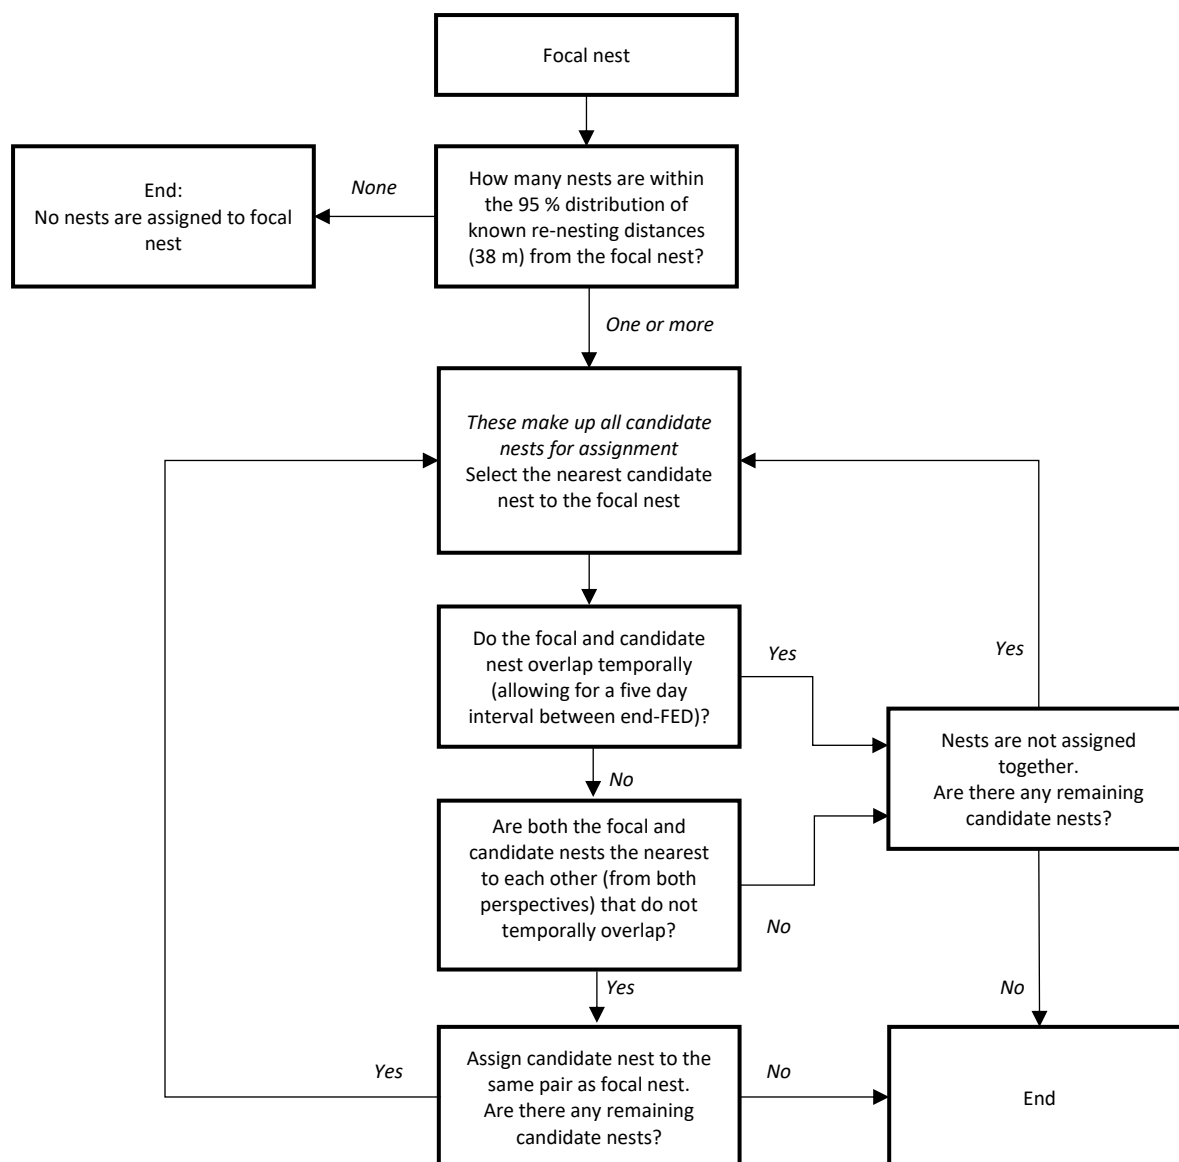 Focal nest
End:
No nests are assigned to focal
nest
None
How many nests are within
the 95 % distribution of
known re-nesting distances
(38 m) from the focal nest?
One or more
These make up all candidate
nests for assignment
Select the nearest candidate
nest to the focal nest
Do the focal and candidate
nest overlap temporally
(allowing for a five day
interval between end-FED)?
Yes
Yes
Nests are not assigned
together.
Are there any remaining
candidate nests?
No
Are both the focal and
candidate nests the nearest
to each other (from both
perspectives) that do not
temporally overlap?
No
Yes
No
Assign candidate nest to the
same pair as focal nest.
Are there any remaining
candidate nests?
Yes
No
End